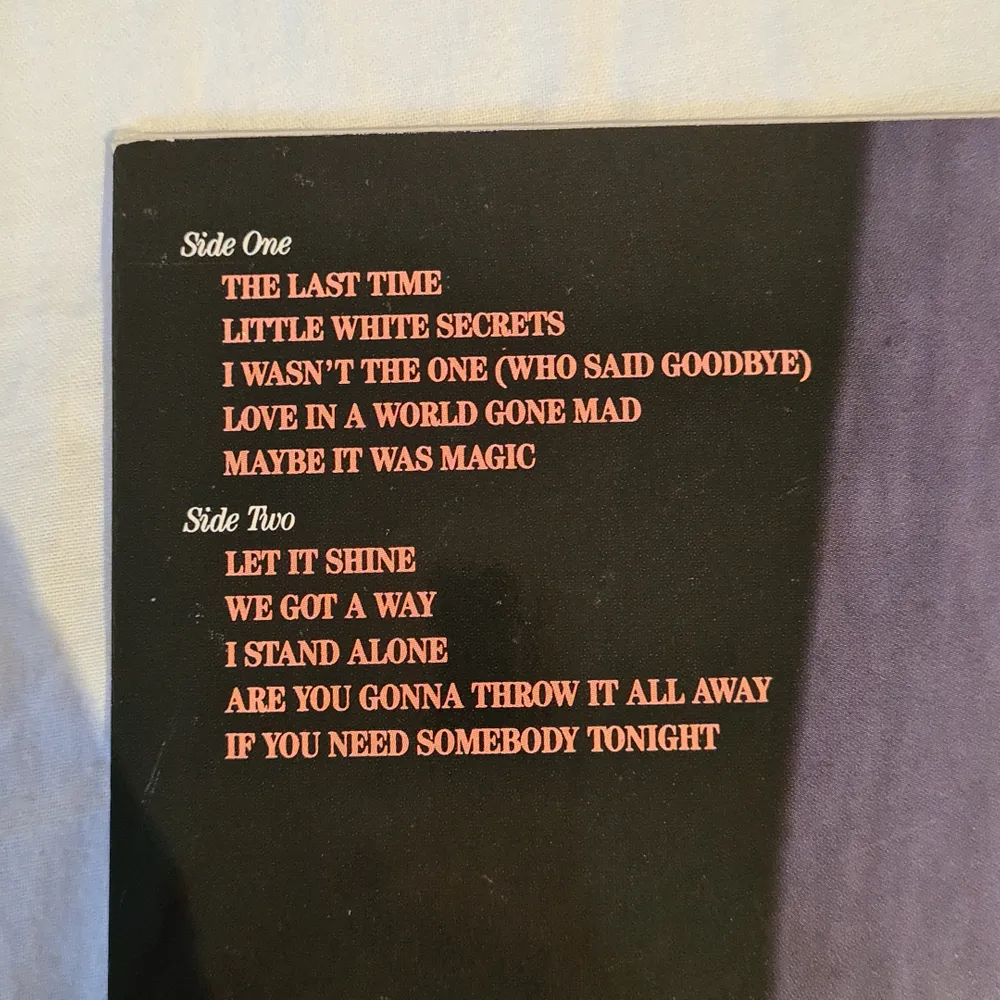 Side One
THE LAST TIME
LITTLE WHITE SECRETS
I WASN'T THE ONE (WHO SAID GOODBYE)
LOVE IN A WORLD GONE MAD
MAYBE IT WAS MAGIC
Side Two
LET IT SHINE
WE GOT A WAY
I STAND ALONE
ARE YOU GONNA THROW IT ALL AWAY
IF YOU NEED SOMEBODY TONIGHT